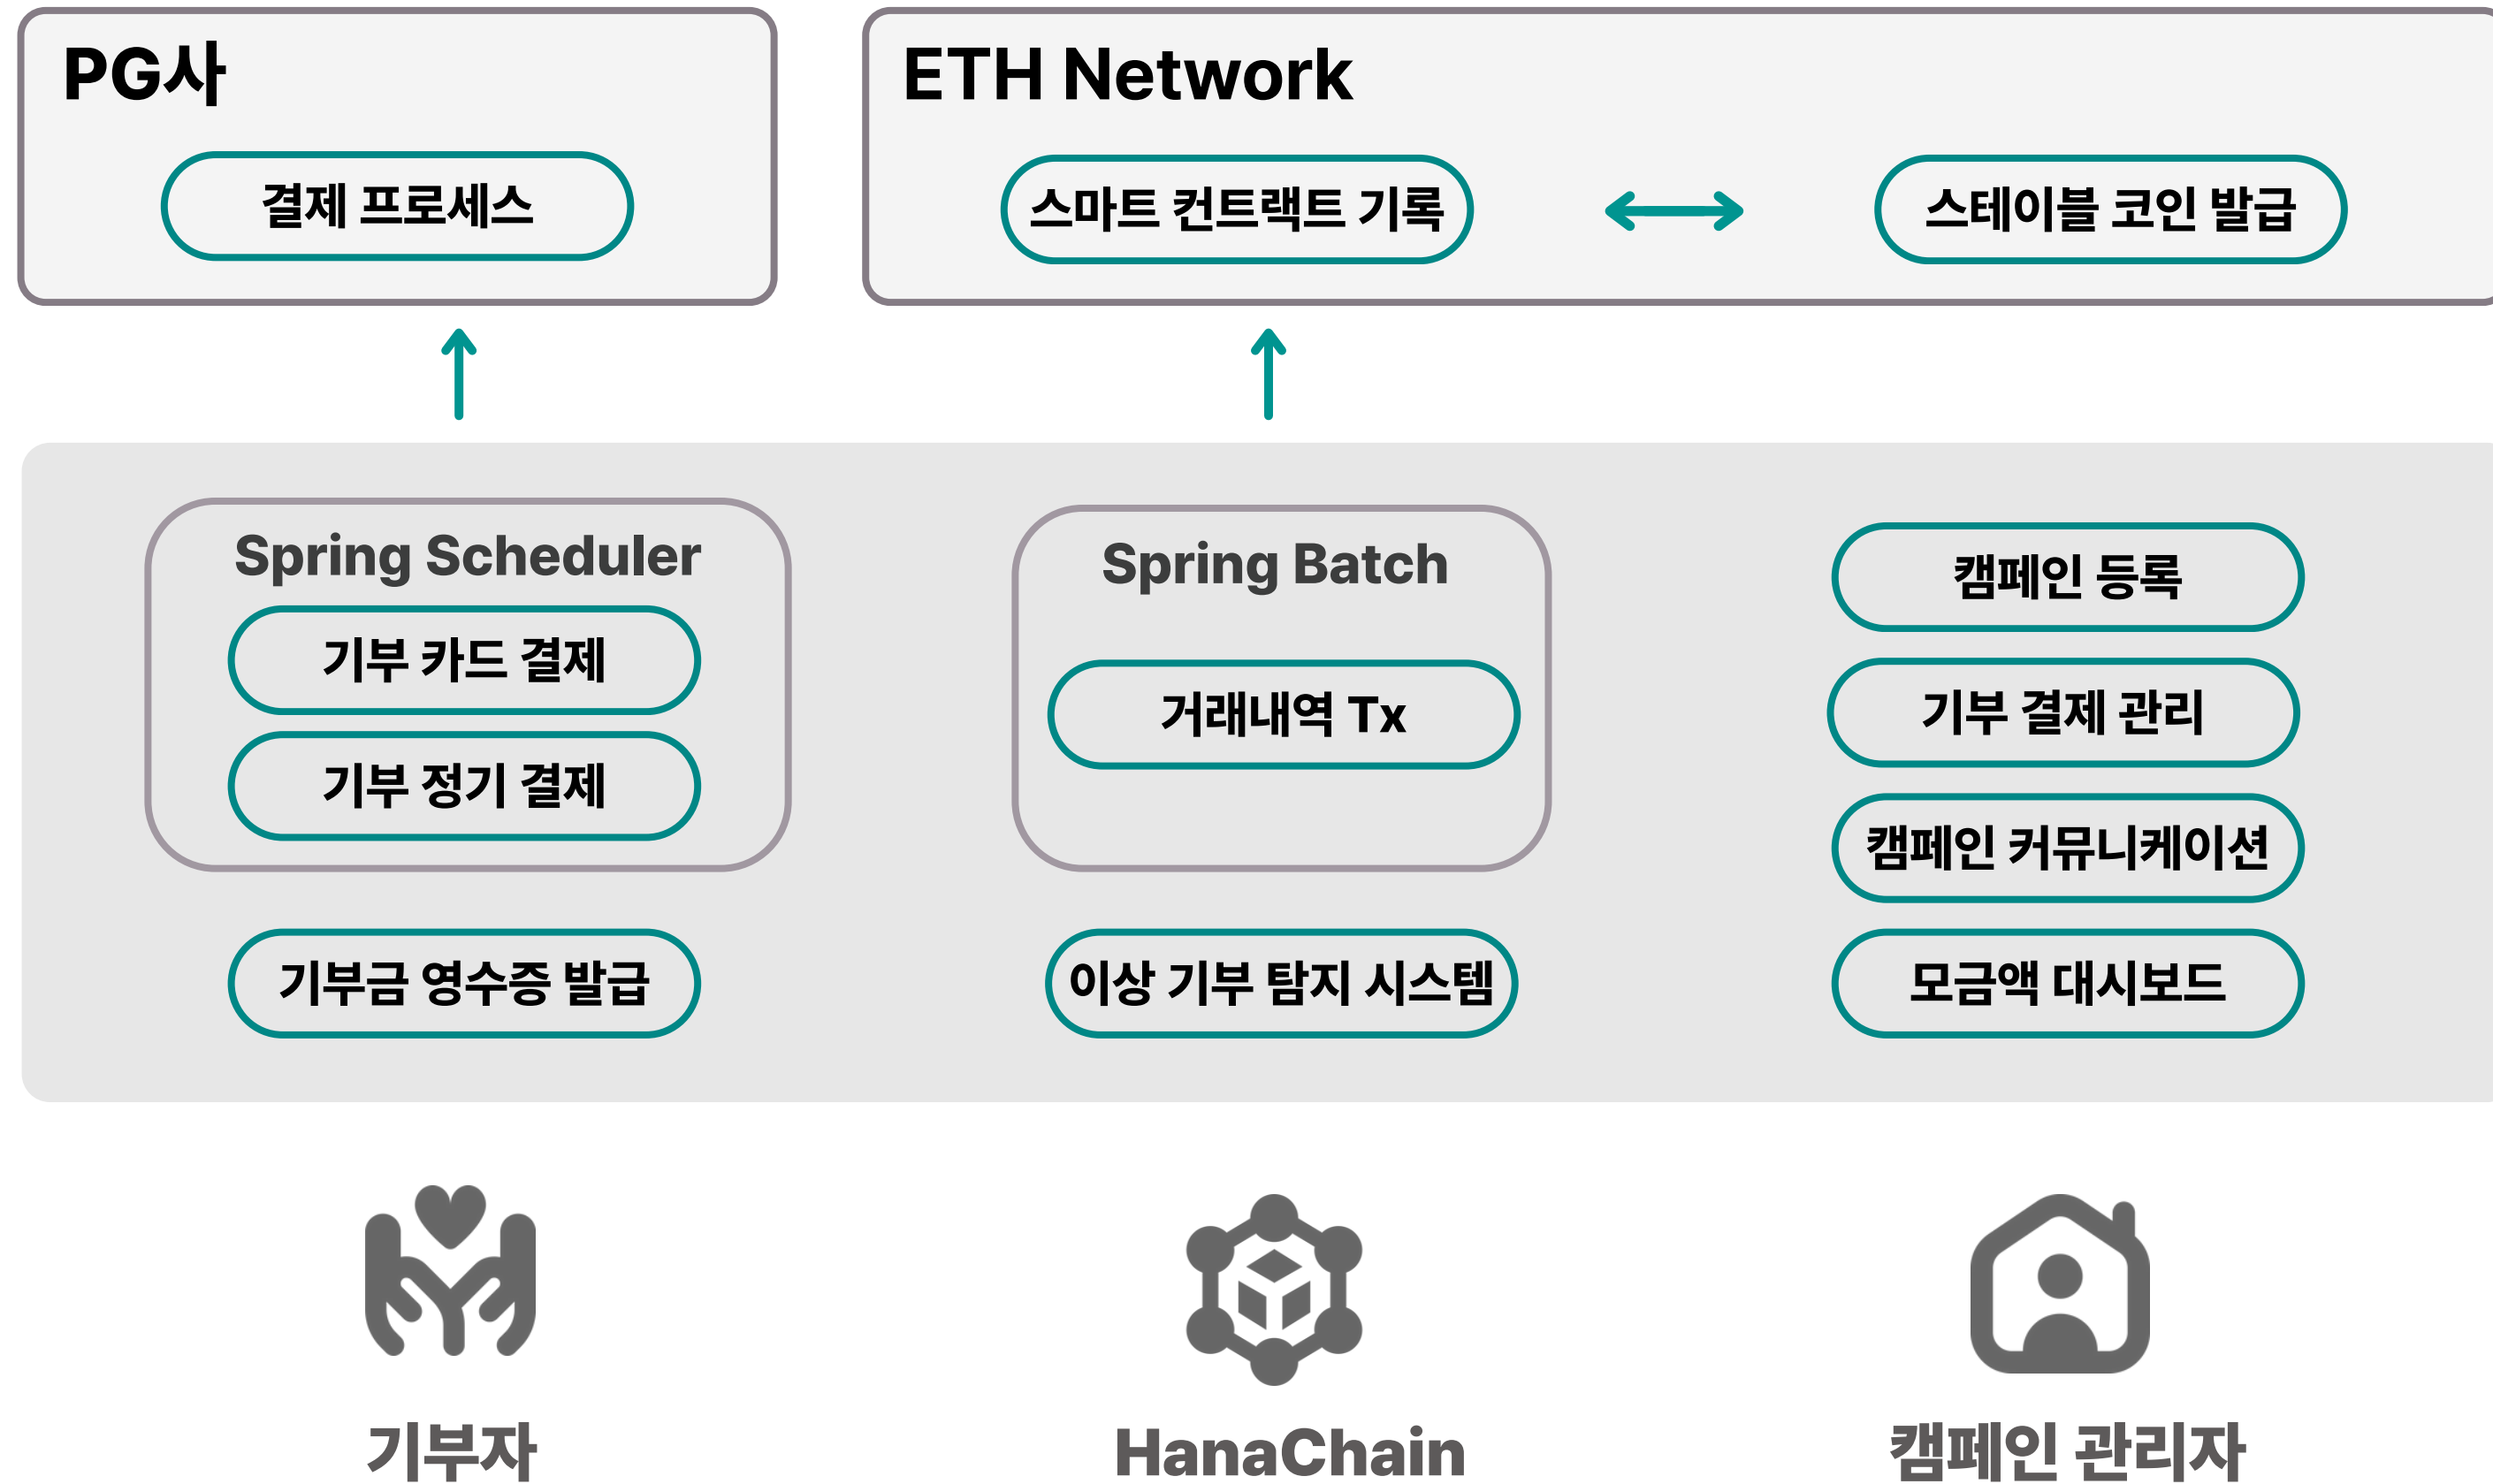 PG사
ETH Network
결제 프로세스
스마트컨트랙트 기록
스테이블 코인 발급
Spring Scheduler
Spring Batch
캠페인 등록
기부 카드 결제
거래내역 Tx
기부 결제 관리
기부 정기 결제
캠페인 커뮤니케이션
기부금 영수증 발급
이상 기부탐지 시스템
모금액 대시보드
기부자
HanaChain
캠페인 관리자